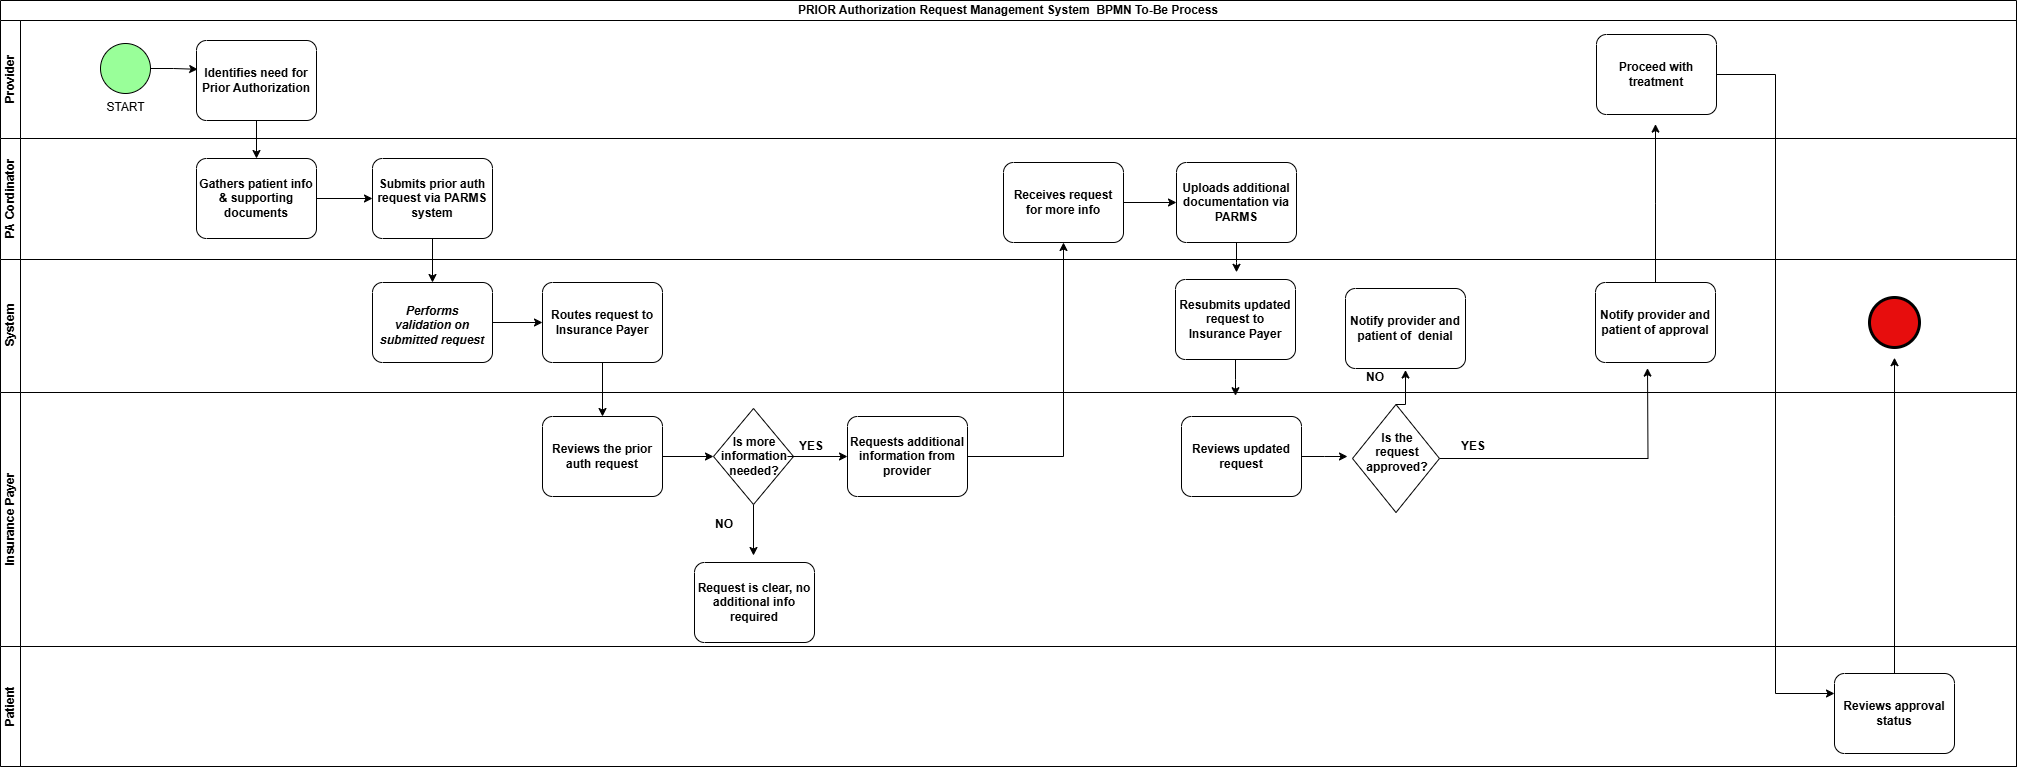 PRIOR Authorization Request Management System  BPMN To-Be Process
Provider
START
Identifies need for
Prior Authorization
Proceed with
treatment
PA Cordinator
Gathers patient info
& supporting
documents
Submits prior auth
request via PARMS
system
Receives request
for more info
Uploads additional
documentation via
PARMS
System
Performs
validation on
submitted request
Routes request to
Insurance Payer
Resubmits updated
request to
Insurance Payer
Notify provider and
patient of  denial
Notify provider and
patient of approval
NO
Insurance Payer
Reviews the prior
auth request
Is more
information
needed?
YES
Requests additional
information from
provider
Reviews updated
request
Is the
request
approved?
YES
NO
Request is clear, no
additional info
required
Patient
Reviews approval
status